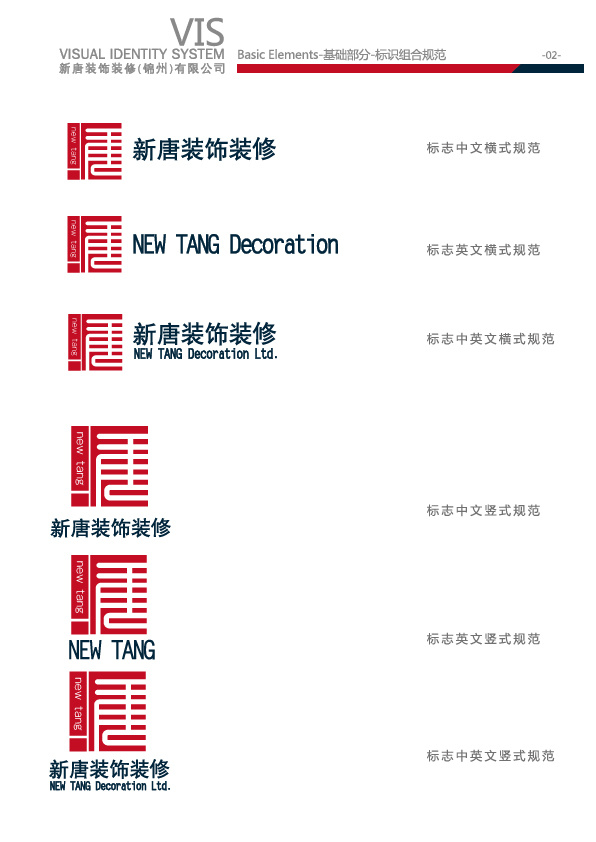 VIS
VISUAL IDENTITY SYSTEM
新唐装饰装修(锦州)有限公司
Basic Elements-基础部分-标识组合规范
-02-
new tang
新唐装饰装修
标志中文横式规范
new tang
NEW TANG Decoration
标志英文横式规范
new tang
新唐装饰装修
NEW TANG Decoration Ltd.
标志中英文横式规范
new tang
新唐装饰装修
标志中文竖式规范
new tang
NEW TANG
标志英文竖式规范
new tang
新唐装饰装修
NEW TANG Decoration Ltd.
标志中英文竖式规范